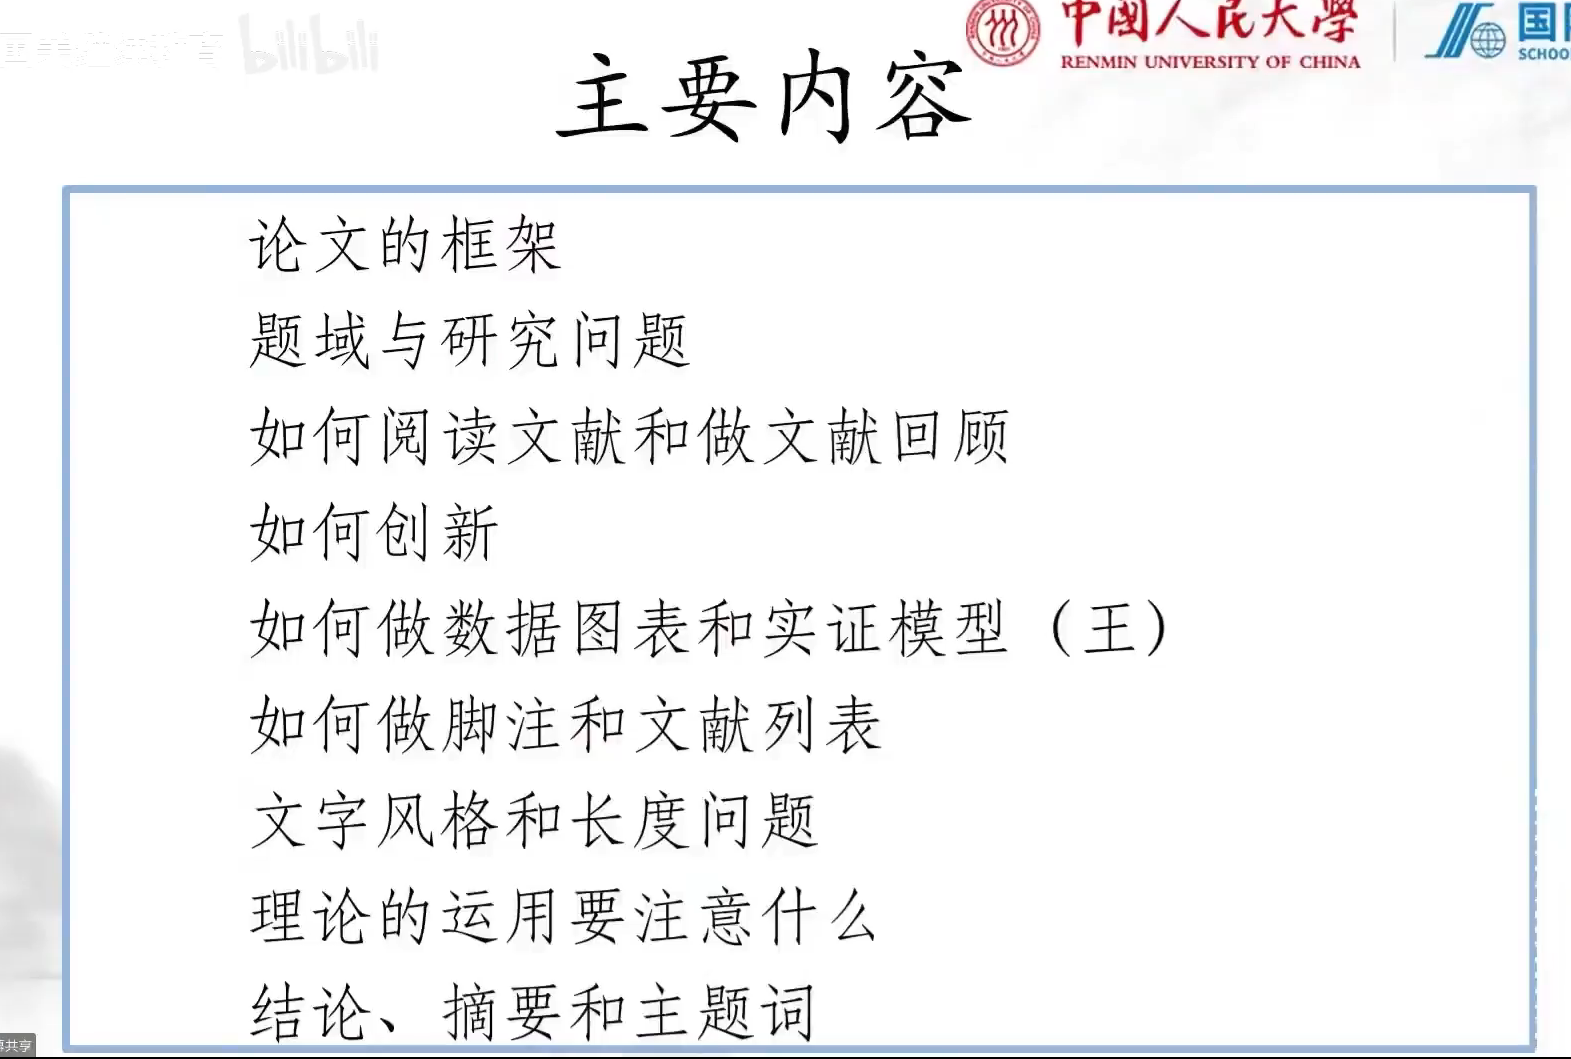 bilibili
中國人民大學
RENMIN UNIVERSITY OF CHINA
国
SCHOO
主要内容
论文的框架
题域与研究问题
如何阅读文献和做文献回顾
如何创新
如何做数据图表和实证模型（王）
如何做脚注和文献列表
文字风格和长度问题
理论的运用要注意什么
结论、摘要和主题词
共享